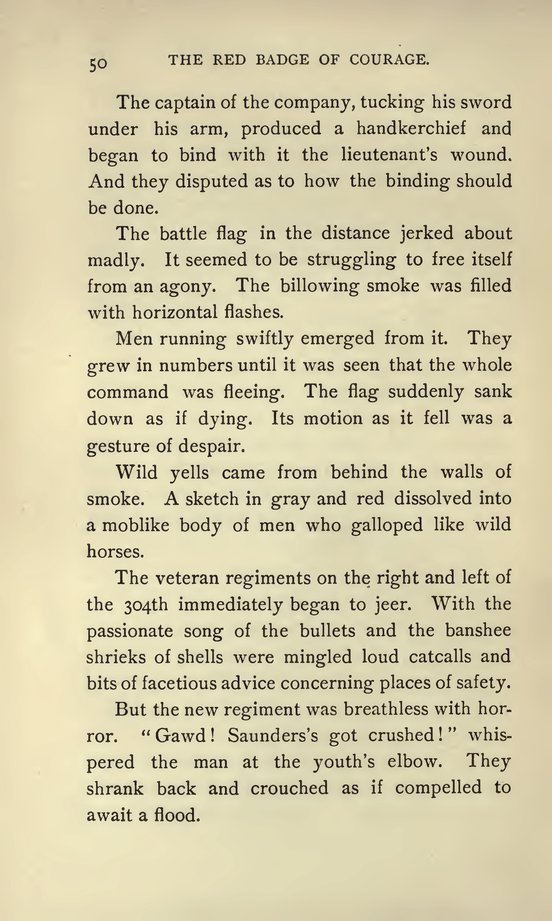 50 THE RED BADGE OF COURAGE.
The captain of the company, tucking his sword
under his arm, produced a handkerchief and
began to bind with it the lieutenant's wound.
And they disputed as to how the binding should
be done.
The battle flag in the distance jerked about
madly. It seemed to be struggling to free itself
from an agony. The billowing smoke was filled
with horizontal flashes.
Men running swiftly emerged from it. They
grew in numbers until it was seen that the whole
command was fleeing. The flag suddenly sank
down as if dying. Its motion as it fell was a
gesture of despair.
Wild yells came from behind the walls of
smoke. A sketch in gray and red dissolved into
a moblike body of men who galloped like wild
horses.
The veteran regiments on the right and left of
the 304th immediately began to jeer. With the
passionate song of the bullets and the banshee
shrieks of shells were mingled loud catcalls and
bits of facetious advice concerning places of safety.
But the new regiment was breathless with hor-
ror. "Gawd! Saunders's got crushed!" whis-
pered the man at the youth's elbow. They
shrank back and crouched as if compelled to
await a flood.